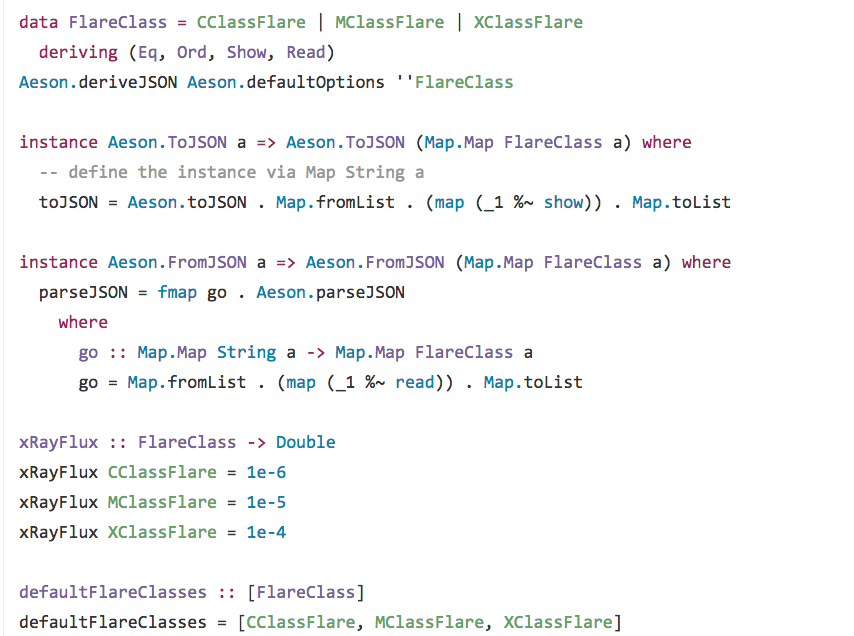 data FlareClass = CClassFlare | MClassFlare | XClassFlare
  deriving (Eq, Ord, Show, Read)
Aeson.deriveJSON Aeson.defaultOptions ''FlareClass

instance Aeson.ToJSON a => Aeson.ToJSON (Map.Map FlareClass a) where
  -- define the instance via Map String a
  toJSON = Aeson.toJSON . Map.fromList . (map (_1 %~ show)) . Map.toList

instance Aeson.FromJSON a => Aeson.FromJSON (Map.Map FlareClass a) where
  parseJSON = fmap go . Aeson.parseJSON
    where
      go :: Map.Map String a -> Map.Map FlareClass a
      go = Map.fromList . (map (_1 %~ read)) . Map.toList

xRayFlux :: FlareClass -> Double
xRayFlux CClassFlare = 1e-6
xRayFlux MClassFlare = 1e-5
xRayFlux XClassFlare = 1e-4

defaultFlareClasses :: [FlareClass]
defaultFlareClasses = [CClassFlare, MClassFlare, XClassFlare]